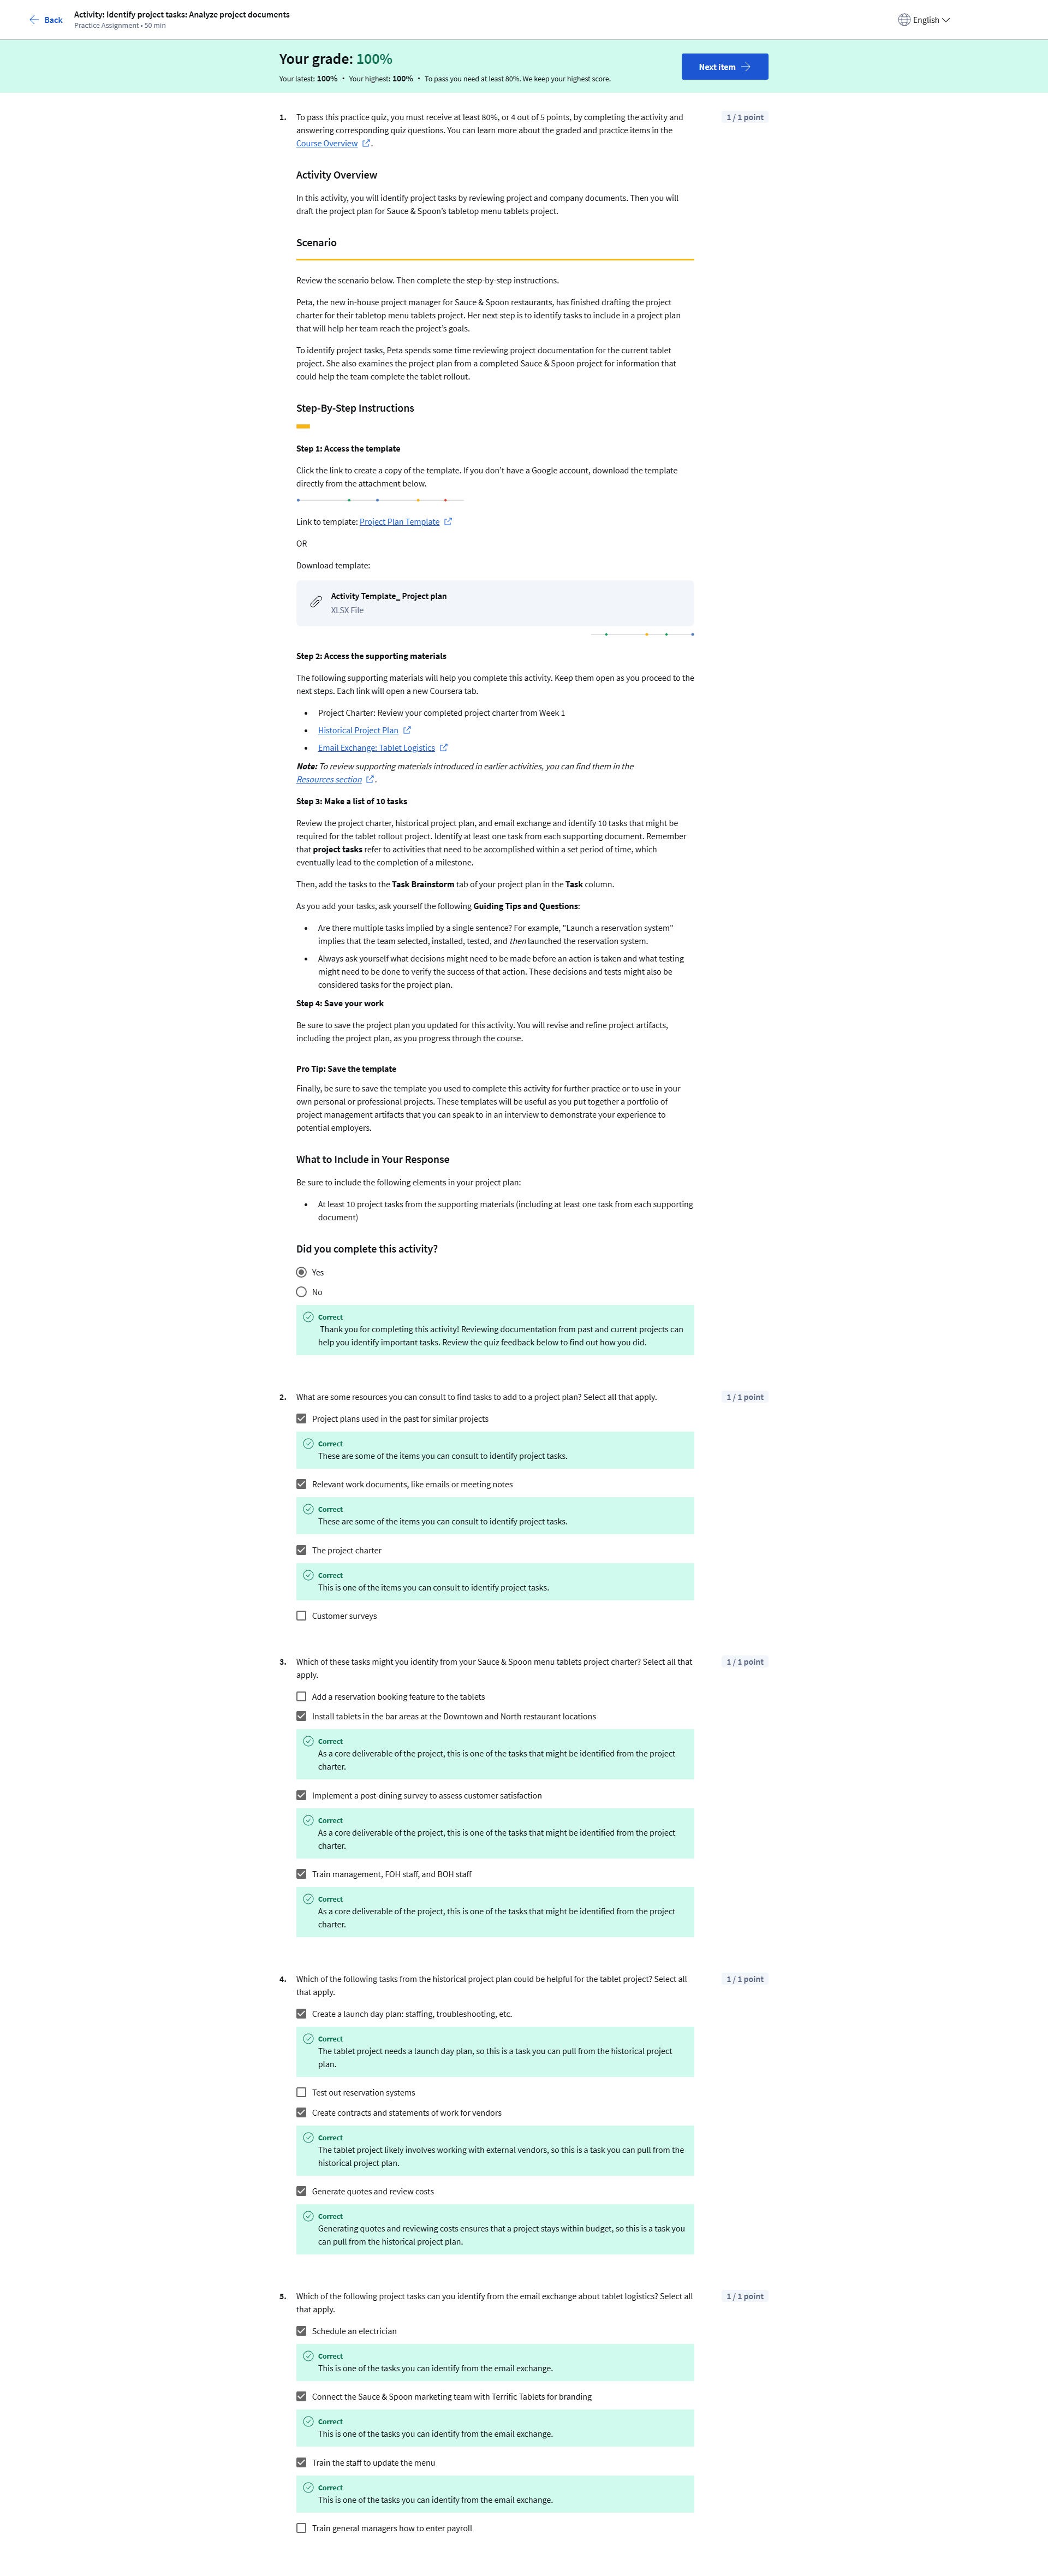 Back
Activity: Identify project tasks: Analyze project documents
Practice Assignment • 50 min
English
Your grade: 100%
Your latest: 100% • Your highest: 100% • To pass you need at least 80%. We keep your highest score.
Next item
1. To pass this practice quiz, you must receive at least 80%, or 4 out of 5 points, by completing the activity and
answering corresponding quiz questions. You can learn more about the graded and practice items in the
Course Overview .
1 / 1 point
Activity Overview
In this activity, you will identify project tasks by reviewing project and company documents. Then you will
draft the project plan for Sauce & Spoon’s tabletop menu tablets project.
Scenario
Review the scenario below. Then complete the step-by-step instructions.
Peta, the new in-house project manager for Sauce & Spoon restaurants, has finished drafting the project
charter for their tabletop menu tablets project. Her next step is to identify tasks to include in a project plan
that will help her team reach the project’s goals.
To identify project tasks, Peta spends some time reviewing project documentation for the current tablet
project. She also examines the project plan from a completed Sauce & Spoon project for information that
could help the team complete the tablet rollout.
Step-By-Step Instructions
Step 1: Access the template
Click the link to create a copy of the template. If you don’t have a Google account, download the template
directly from the attachment below.
Link to template: Project Plan Template
OR
Download template:
Activity Template_ Project plan
XLSX File
Step 2: Access the supporting materials
The following supporting materials will help you complete this activity. Keep them open as you proceed to the
next steps. Each link will open a new Coursera tab.
• Project Charter: Review your completed project charter from Week 1
• Historical Project Plan
• Email Exchange: Tablet Logistics
Note: To review supporting materials introduced in earlier activities, you can find them in the
Resources section .
Step 3: Make a list of 10 tasks
Review the project charter, historical project plan, and email exchange and identify 10 tasks that might be
required for the tablet rollout project. Identify at least one task from each supporting document. Remember
that project tasks refer to activities that need to be accomplished within a set period of time, which
eventually lead to the completion of a milestone.
Then, add the tasks to the Task Brainstorm tab of your project plan in the Task column.
As you add your tasks, ask yourself the following Guiding Tips and Questions:
• Are there multiple tasks implied by a single sentence? For example, "Launch a reservation system"
implies that the team selected, installed, tested, and then launched the reservation system.
• Always ask yourself what decisions might need to be made before an action is taken and what testing
might need to be done to verify the success of that action. These decisions and tests might also be
considered tasks for the project plan.
Step 4: Save your work
Be sure to save the project plan you updated for this activity. You will revise and refine project artifacts,
including the project plan, as you progress through the course.
Pro Tip: Save the template
Finally, be sure to save the template you used to complete this activity for further practice or to use in your
own personal or professional projects. These templates will be useful as you put together a portfolio of
project management artifacts that you can speak to in an interview to demonstrate your experience to
potential employers.
What to Include in Your Response
Be sure to include the following elements in your project plan:
• At least 10 project tasks from the supporting materials (including at least one task from each supporting
document)
Did you complete this activity?
Yes
No
Correct
Thank you for completing this activity! Reviewing documentation from past and current projects can
help you identify important tasks. Review the quiz feedback below to find out how you did.
2. What are some resources you can consult to find tasks to add to a project plan? Select all that apply.
1 / 1 point
Project plans used in the past for similar projects
Correct
These are some of the items you can consult to identify project tasks.
Relevant work documents, like emails or meeting notes
Correct
These are some of the items you can consult to identify project tasks.
The project charter
Correct
This is one of the items you can consult to identify project tasks.
Customer surveys
3. Which of these tasks might you identify from your Sauce & Spoon menu tablets project charter? Select all that
apply.
1 / 1 point
Add a reservation booking feature to the tablets
Install tablets in the bar areas at the Downtown and North restaurant locations
Correct
As a core deliverable of the project, this is one of the tasks that might be identified from the project
charter.
Implement a post-dining survey to assess customer satisfaction
Correct
As a core deliverable of the project, this is one of the tasks that might be identified from the project
charter.
Train management, FOH staff, and BOH staff
Correct
As a core deliverable of the project, this is one of the tasks that might be identified from the project
charter.
4. Which of the following tasks from the historical project plan could be helpful for the tablet project? Select all
that apply.
1 / 1 point
Create a launch day plan: staffing, troubleshooting, etc.
Correct
The tablet project needs a launch day plan, so this is a task you can pull from the historical project
plan.
Test out reservation systems
Create contracts and statements of work for vendors
Correct
The tablet project likely involves working with external vendors, so this is a task you can pull from the
historical project plan.
Generate quotes and review costs
Correct
Generating quotes and reviewing costs ensures that a project stays within budget, so this is a task you
can pull from the historical project plan.
5. Which of the following project tasks can you identify from the email exchange about tablet logistics? Select all
that apply.
1 / 1 point
Schedule an electrician
Correct
This is one of the tasks you can identify from the email exchange.
Connect the Sauce & Spoon marketing team with Terrific Tablets for branding
Correct
This is one of the tasks you can identify from the email exchange.
Train the staff to update the menu
Correct
This is one of the tasks you can identify from the email exchange.
Train general managers how to enter payroll